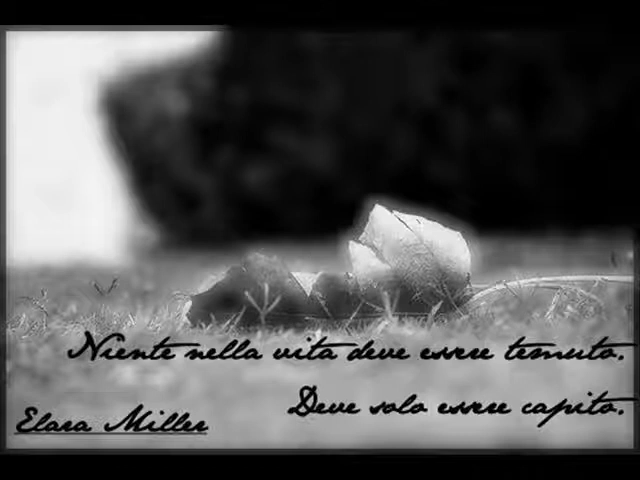 Niente nella vita deve essere temuto.
Deve solo essere capito.
Elara Miller